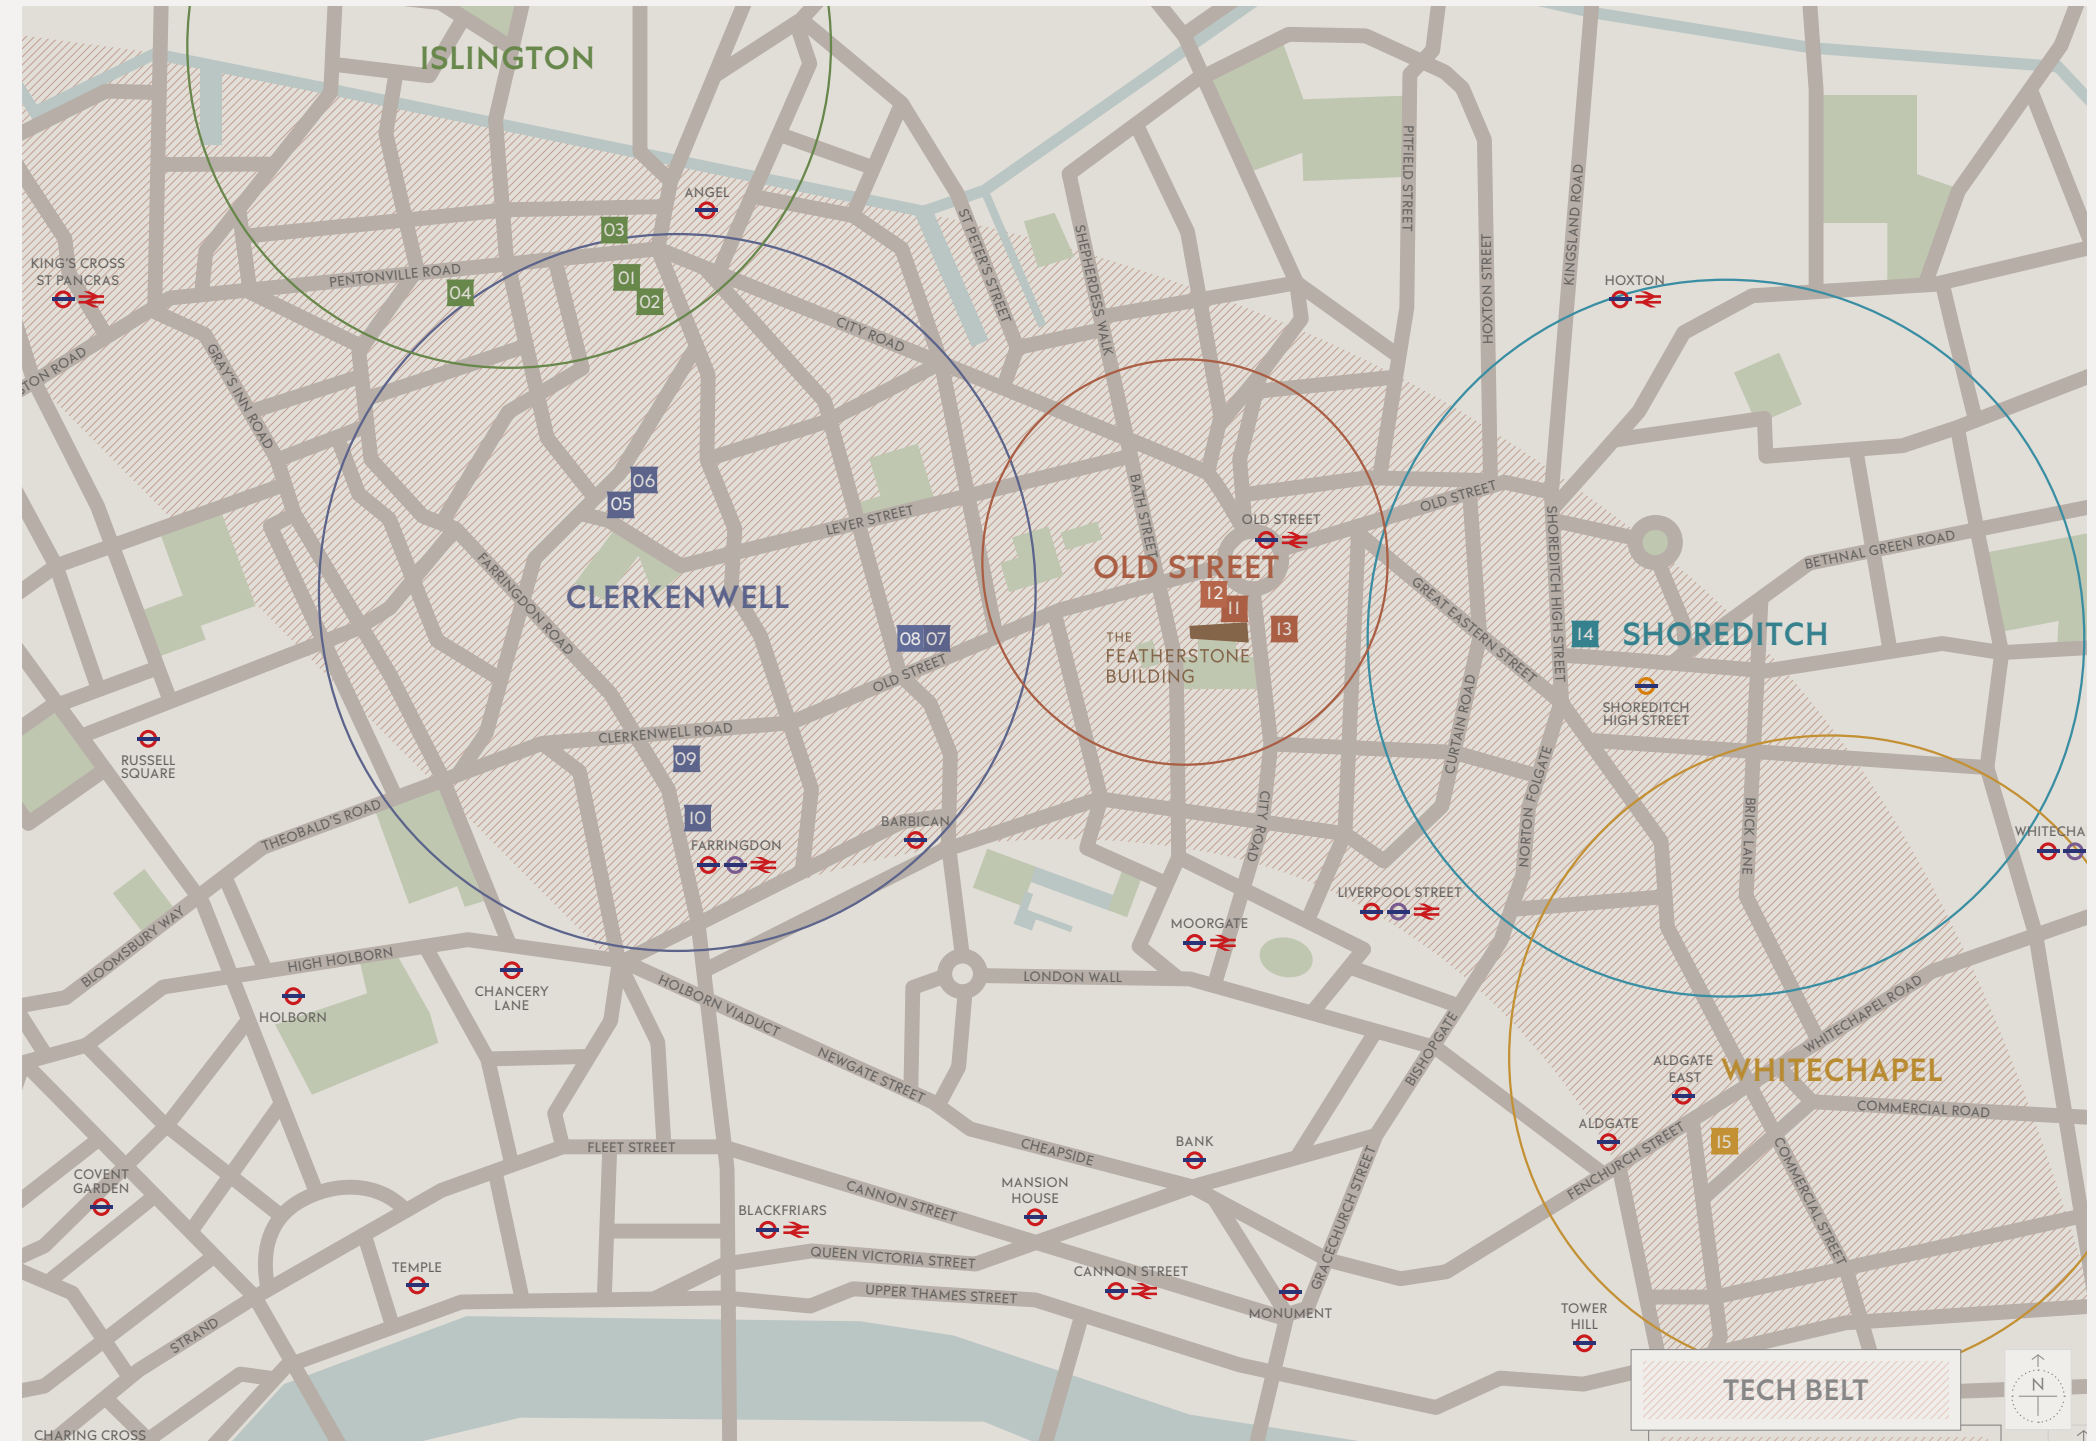 ISLINGTON
ANGEL
03
KING'S CROSS
ST PANCRAS
PENTONVILLE ROAD
04
01
02
ST PETER'S STREET
SHEPHERDESS WALK
PITFIELD STREET
HOXTON STREET
KINGSLAND ROAD
HOXTON
CITY ROAD
GRAY'S INN ROAD
STON ROAD
06
05
LEVER STREET
BATH STREET
OLD STREET
OLD STREET
SHOREDITCH HIGH STREET
BETHNAL GREEN ROAD
FARRINGDON ROAD
CLERKENWELL
OLD STREET
12
11
13
GREAT EASTERN STREET
14
SHOREDITCH
08 07
THE
FEATHERSTONE
BUILDING
OLD STREET
CURTAIN ROAD
SHOREDITCH
HIGH STREET
CLERKENWELL ROAD
09
RUSSELL
SQUARE
THEOBALD'S ROAD
10
FARRINGDON
BARBICAN
CITY ROAD
NORTON FOLGATE
BRICK LANE
WHITECHA
LIVERPOOL STREET
MOORGATE
BLOOMSBURY WAY
HIGH HOLBORN
HOLBORN
CHANCERY
LANE
HOLBORN VIADUCT
LONDON WALL
NEWGATE STREET
BISHOPGATE
WHITECHAPEL ROAD
ALDGATE
EAST
WHITECHAPEL
COMMERCIAL ROAD
ALDGATE
15
FENCHURCH STREET
COMMERCIAL STREET
FLEET STREET
CHEAPSIDE
BANK
COVENT
GARDEN
CANNON STREET
MANSION
HOUSE
BLACKFRIARS
QUEEN VICTORIA STREET
GRACECHURCH STREET
TEMPLE
CANNON STREET
UPPER THAMES STREET
MONUMENT
TOWER
HILL
STRAND
TECH BELT
N
CHARING CROSS